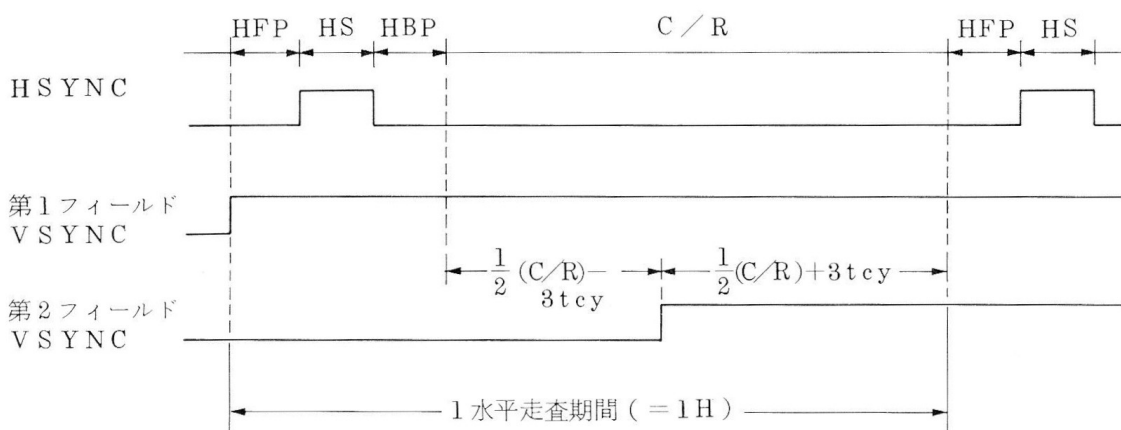 HFP HS HBP C/R HFP HS
HSYNC
第1フィールド
VSYNC
1/2 (C/R)−3tcy 1/2 (C/R)+3tcy
第2フィールド
VSYNC
1水平走査期間(=1H)